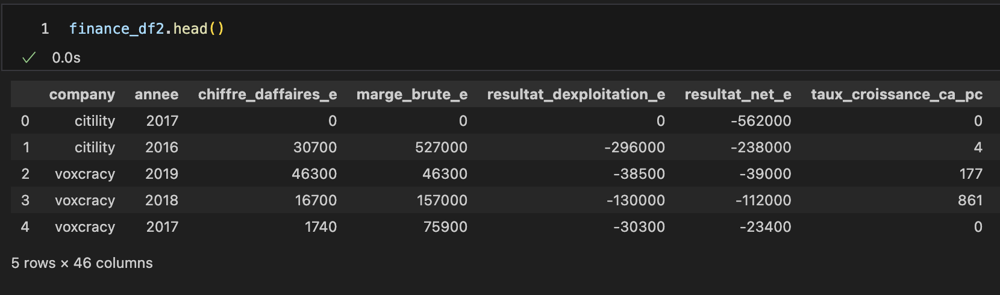 1 finance_df2.head()
✓ 0.0s
company annee chiffre_daffaires_e marge_brute_e resultat_dexploitation_e resultat_net_e taux_croissance_ca_pc
0 citility 2017 0 0 0 -562000 0
1 citility 2016 30700 527000 -296000 -238000 4
2 voxcracy 2019 46300 46300 -38500 -39000 177
3 voxcracy 2018 16700 157000 -130000 -112000 861
4 voxcracy 2017 1740 75900 -30300 -23400 0
5 rows × 46 columns